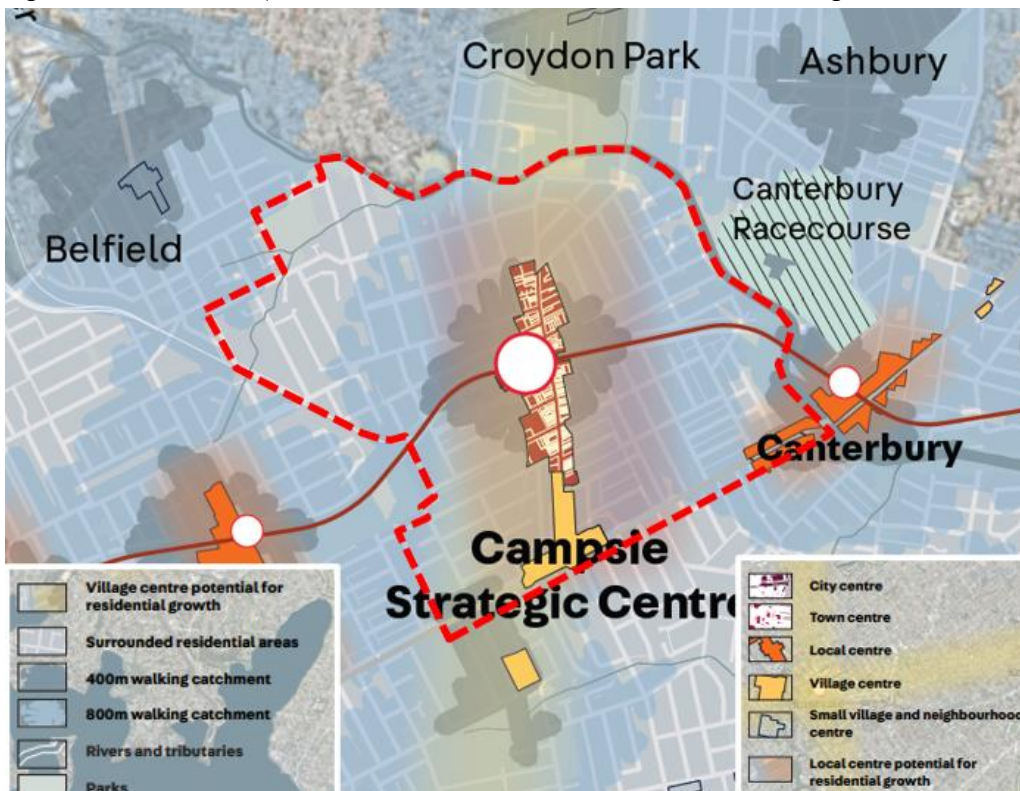 Croydon Park
Ashbury
Canterbury
Racecourse
Belfield
Canterbury
Campsie
Strategic Centre
Village centre potential for
residential growth
Surrounded residential areas
400m walking catchment
800m walking catchment
Rivers and tributaries
Parks
City centre
Town centre
Local centre
Village centre
Small village and neighbourhood
centre
Local centre potential for
residential growth